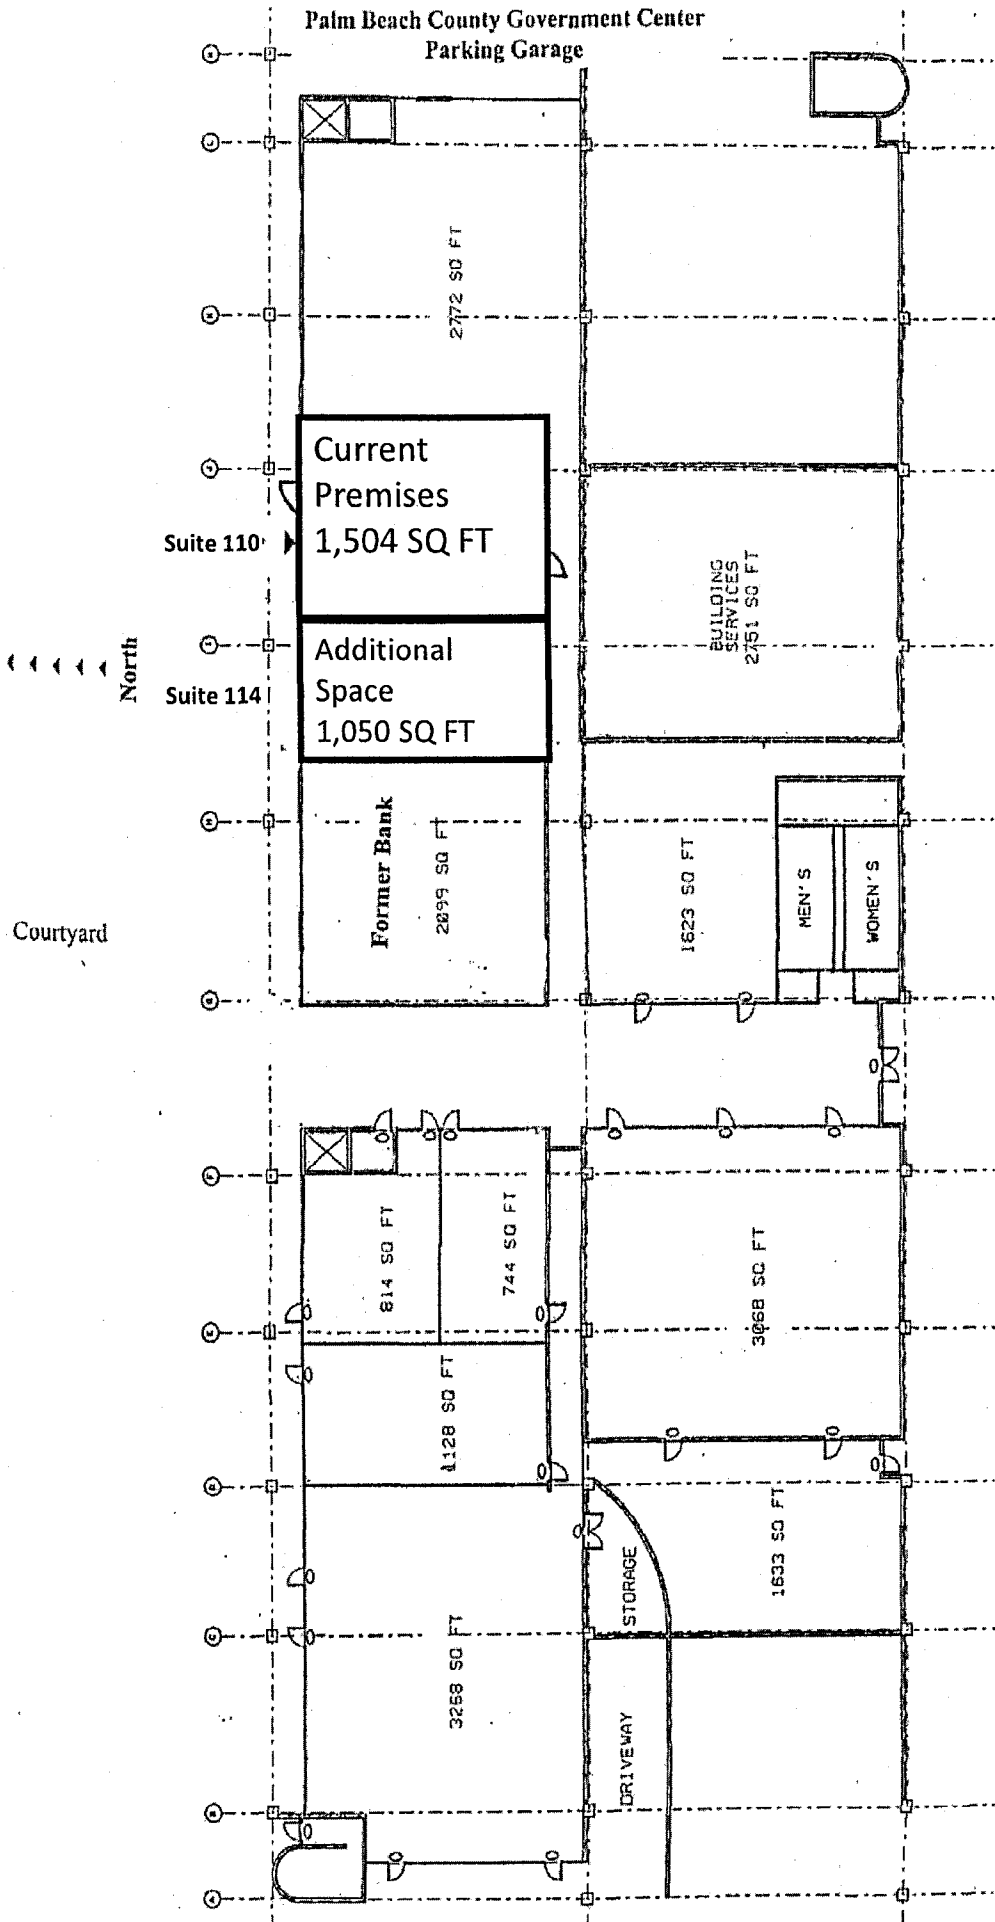 Palm Beach County Government Center
Parking Garage
2772 SQ FT
Current
Premises
1,504 SQ FT
Suite 110
BUILDING
SERVICES
2751 SQ FT
North
Additional
Space
1,050 SQ FT
Suite 114
Former Bank
2099 SQ FT
1623 SQ FT
MEN'S
WOMEN'S
Courtyard
814 SQ FT
744 SQ FT
3068 SQ FT
1128 SQ FT
STORAGE
1633 SQ FT
3258 SQ FT
DRIVEWAY